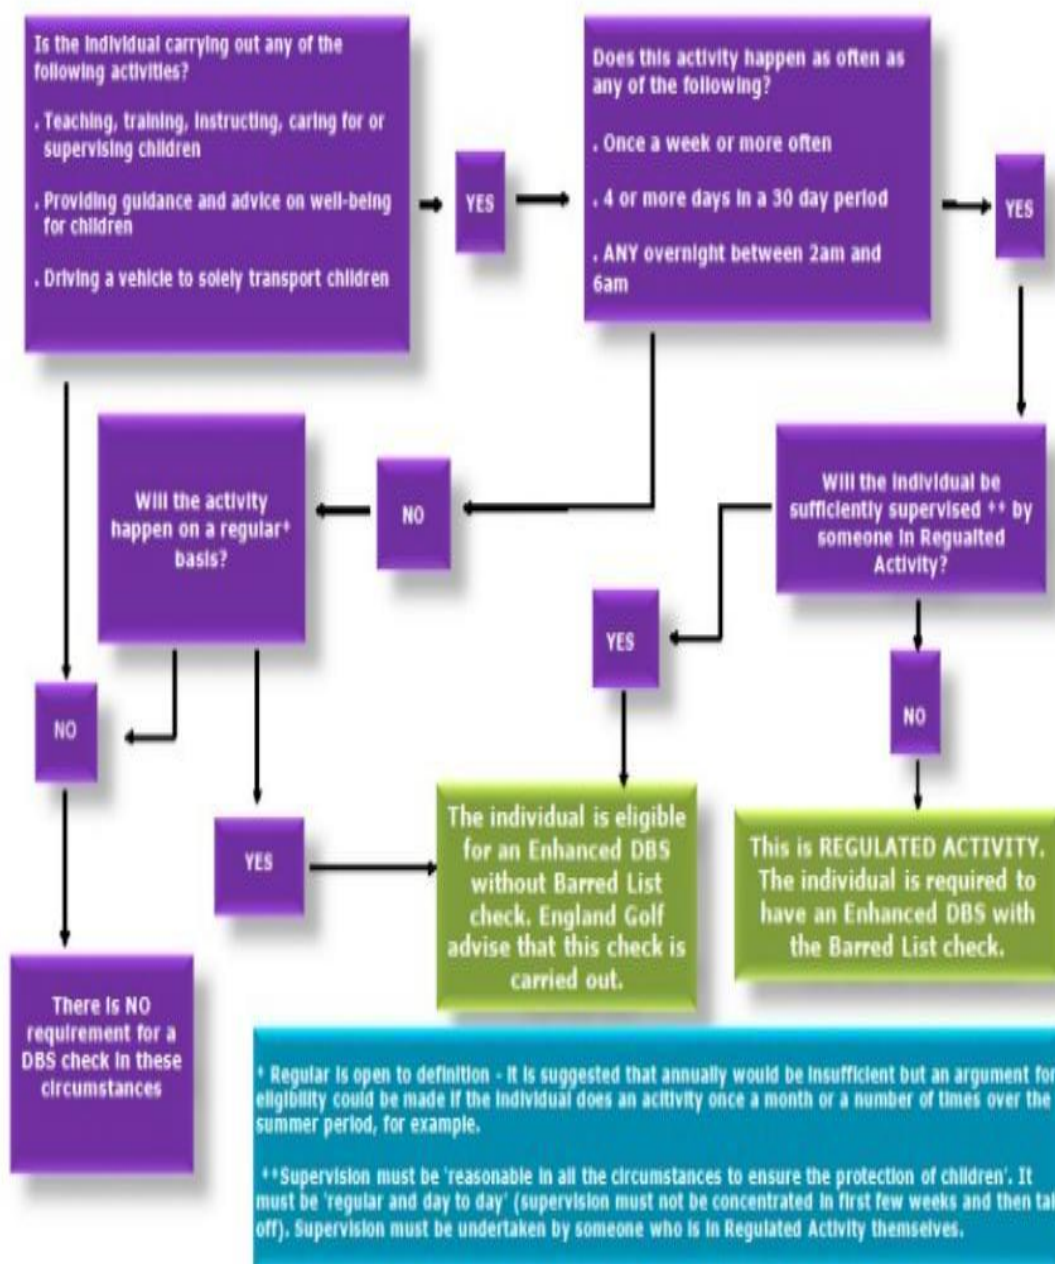 Is the individual carrying out any of the
following activities?
. Teaching, training, instructing, caring for or
supervising children
. Providing guidance and advice on well-being
for children
. Driving a vehicle to solely transport children
YES
Does this activity happen as often as
any of the following?
. Once a week or more often
. 4 or more days in a 30 day period
. ANY overnight between 2am and
6am
YES
Will the activity
happen on a regular*
basis?
NO
Will the individual be
sufficiently supervised ** by
someone in Regualted
Activity?
YES
NO
NO
YES
The individual is eligible
for an Enhanced DBS
without Barred List
check. England Golf
advise that this check is
carried out.
This is REGULATED ACTIVITY.
The individual is required to
have an Enhanced DBS with
the Barred List check.
There is NO
requirement for a
DBS check in these
circumstances
* Regular is open to definition - it is suggested that annually would be insufficient but an argument for
eligibility could be made if the individual does an acitivity once a month or a number of times over the
summer period, for example.
**Supervision must be 'reasonable in all the circumstances to ensure the protection of children'. It
must be 'regular and day to day' (supervision must not be concentrated in first few weeks and then
off). Supervision must be undertaken by someone who is in Regulated Activity themselves.